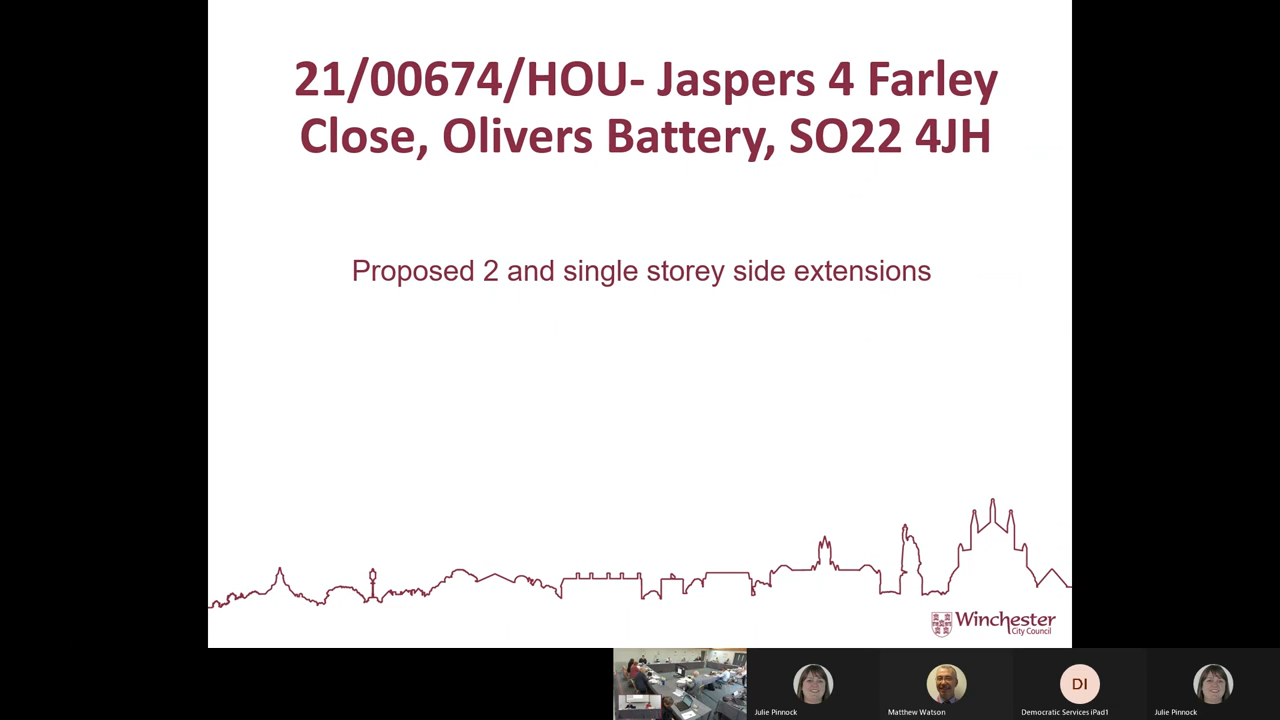 21/00674/HOU- Jaspers 4 Farley
Close, Olivers Battery, SO22 4JH
Proposed 2 and single storey side extensions
Winchester
City Council
Julie Pinnock
Matthew Watson
DI
Democratic Services iPad1
Julie Pinnock